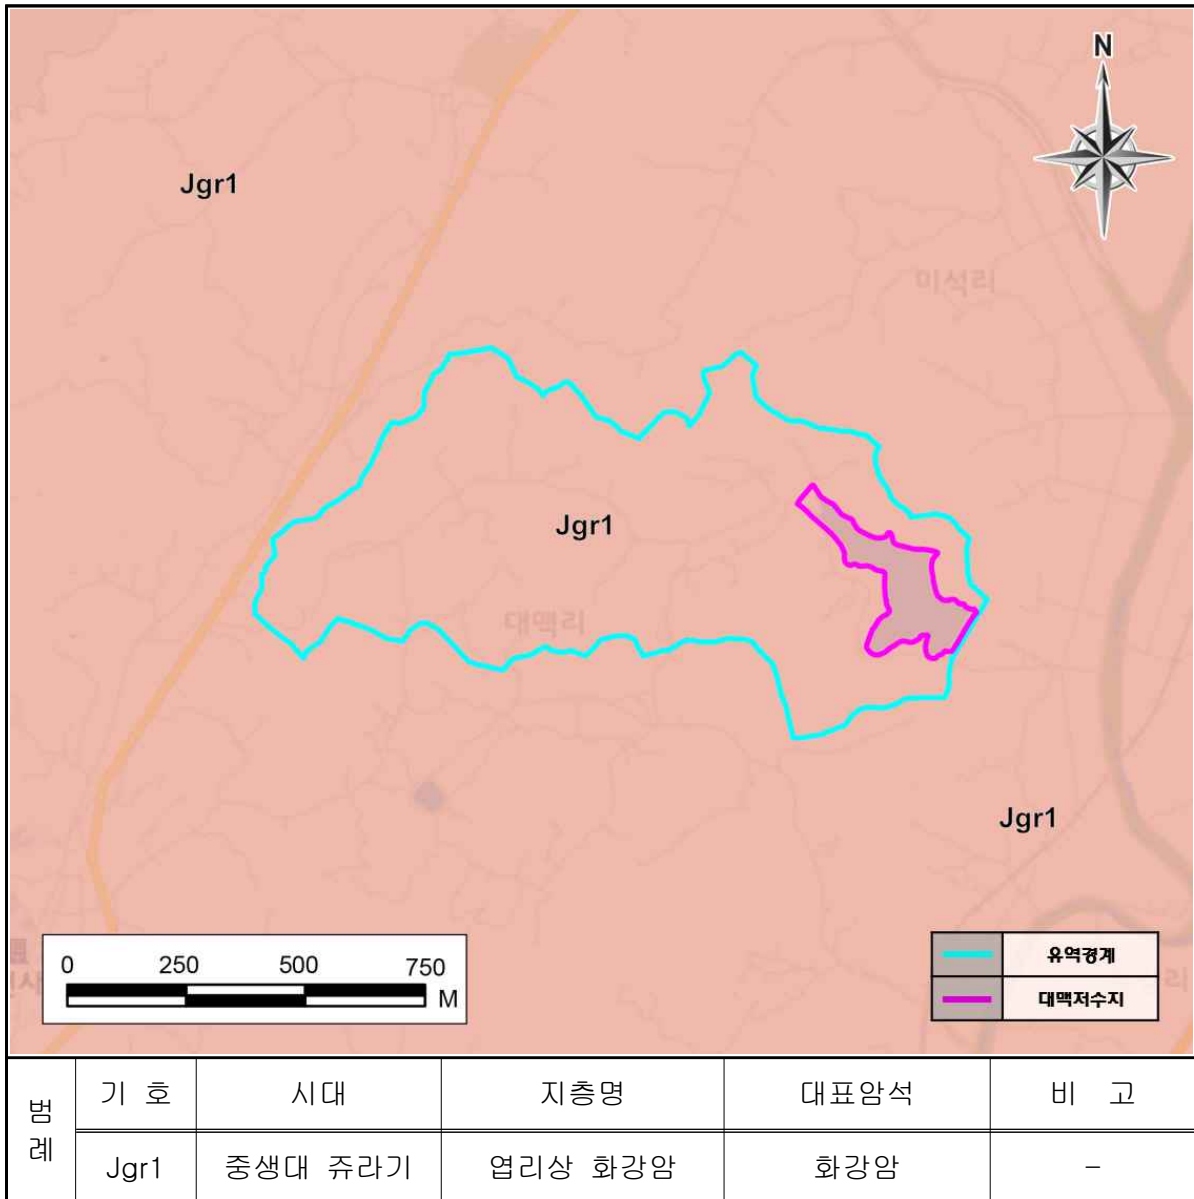 N
Jgr1
미석리
Jgr1
대맥리
Jgr1
0 250 500 750
M
유역경계
대맥저수지
리
범례 기 호 시대 지층명 대표암석 비 고
Jgr1 중생대 쥬라기 엽리상 화강암 화강암 -